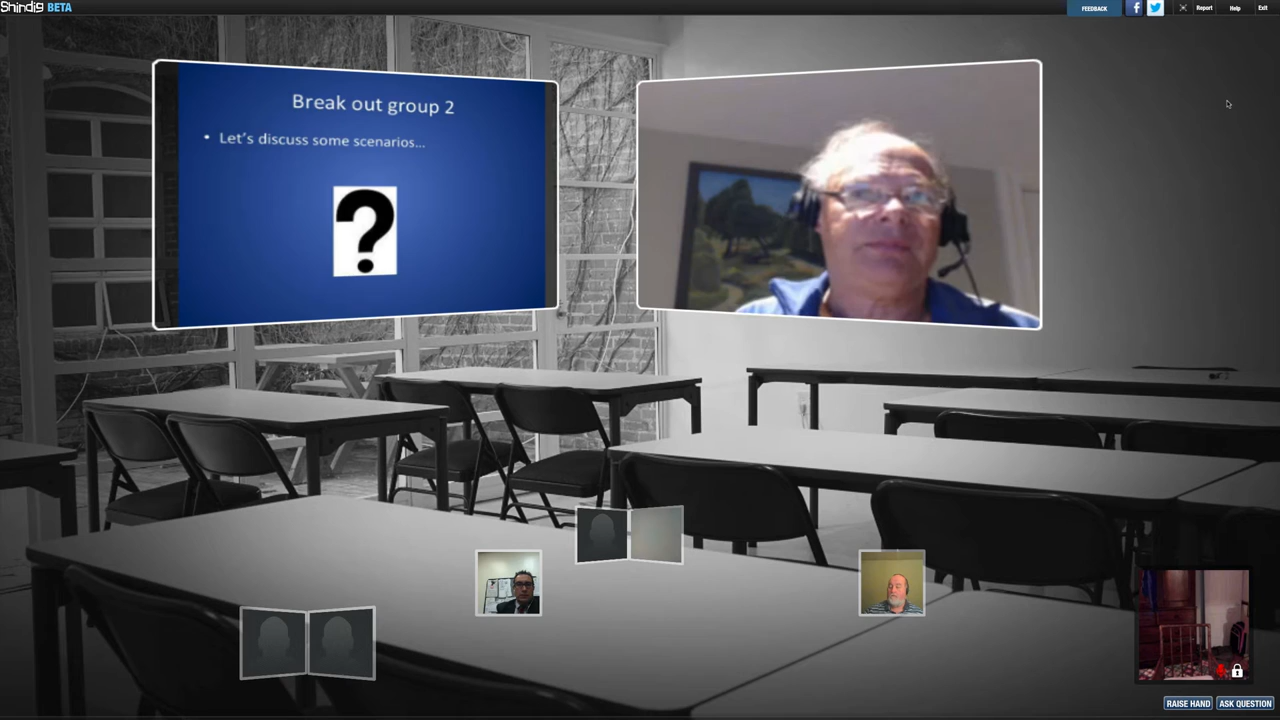 Shindig BETA
FEEDBACK
f
Report
Help
Exit
Break out group 2
• Let's discuss some scenarios...
?
RAISE HAND
ASK QUESTION